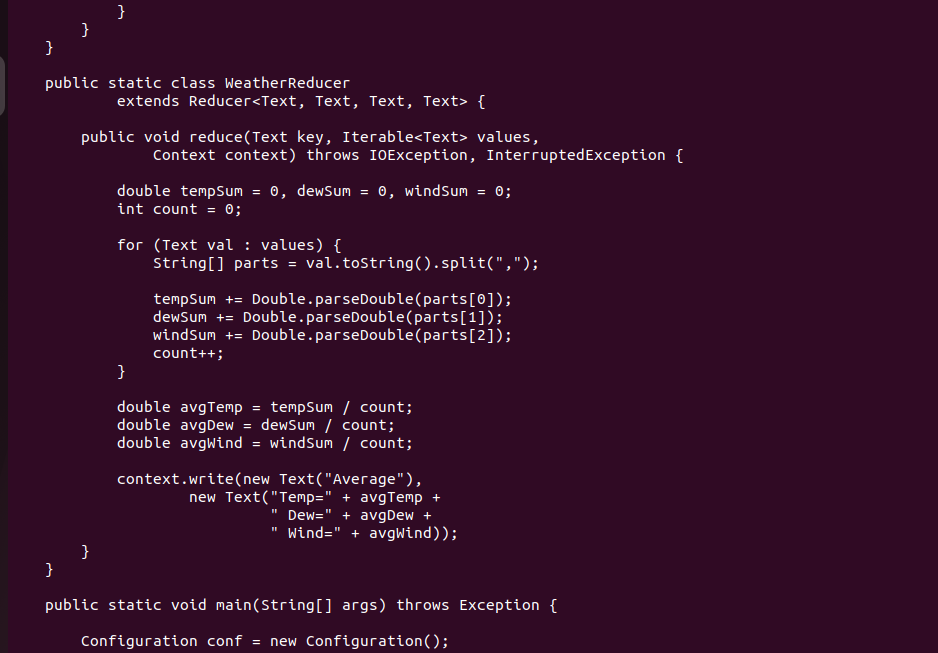 }
        }
    }

    public static class WeatherReducer
            extends Reducer<Text, Text, Text, Text> {

        public void reduce(Text key, Iterable<Text> values,
                Context context) throws IOException, InterruptedException {

            double tempSum = 0, dewSum = 0, windSum = 0;
            int count = 0;

            for (Text val : values) {
                String[] parts = val.toString().split(",");

                tempSum += Double.parseDouble(parts[0]);
                dewSum += Double.parseDouble(parts[1]);
                windSum += Double.parseDouble(parts[2]);
                count++;
            }

            double avgTemp = tempSum / count;
            double avgDew = dewSum / count;
            double avgWind = windSum / count;

            context.write(new Text("Average"),
                    new Text("Temp=" + avgTemp +
                             " Dew=" + avgDew +
                             " Wind=" + avgWind));
        }
    }

    public static void main(String[] args) throws Exception {

        Configuration conf = new Configuration();